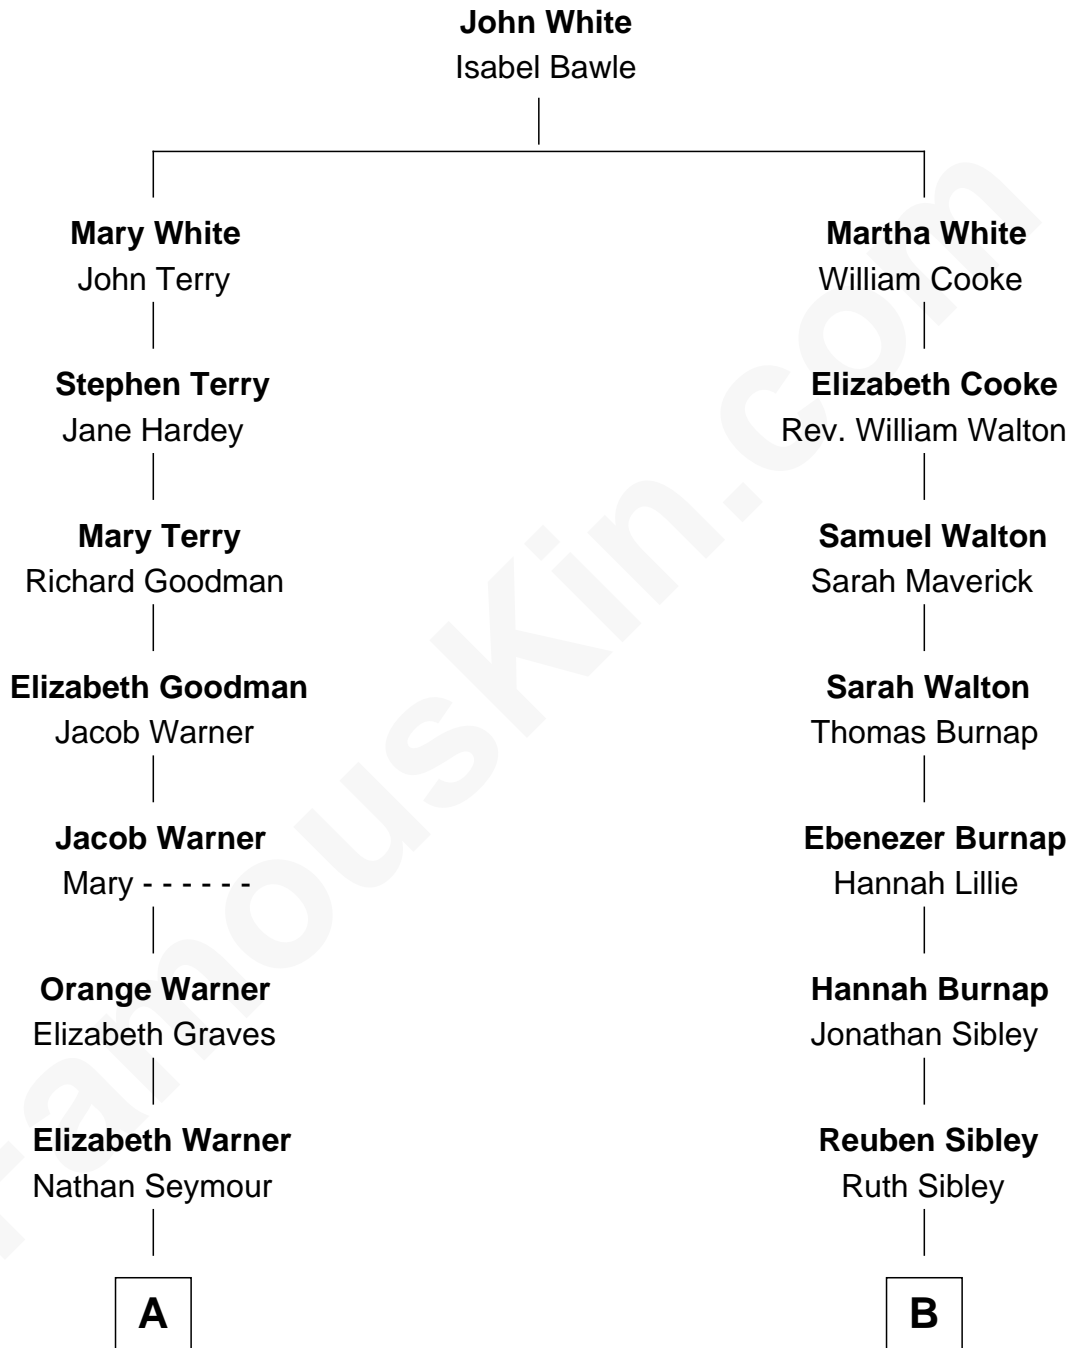 John White
Isabel Bawle
Mary White
John Terry
Martha White
William Cooke
Stephen Terry
Jane Hardey
Elizabeth Cooke
Rev. William Walton
Mary Terry
Richard Goodman
Samuel Walton
Sarah Maverick
Elizabeth Goodman
Jacob Warner
Sarah Walton
Thomas Burnap
Jacob Warner
Mary - - - - - -
Ebenezer Burnap
Hannah Lillie
Orange Warner
Elizabeth Graves
Hannah Burnap
Jonathan Sibley
Elizabeth Warner
Nathan Seymour
Reuben Sibley
Ruth Sibley
A
B
FamousKin.com